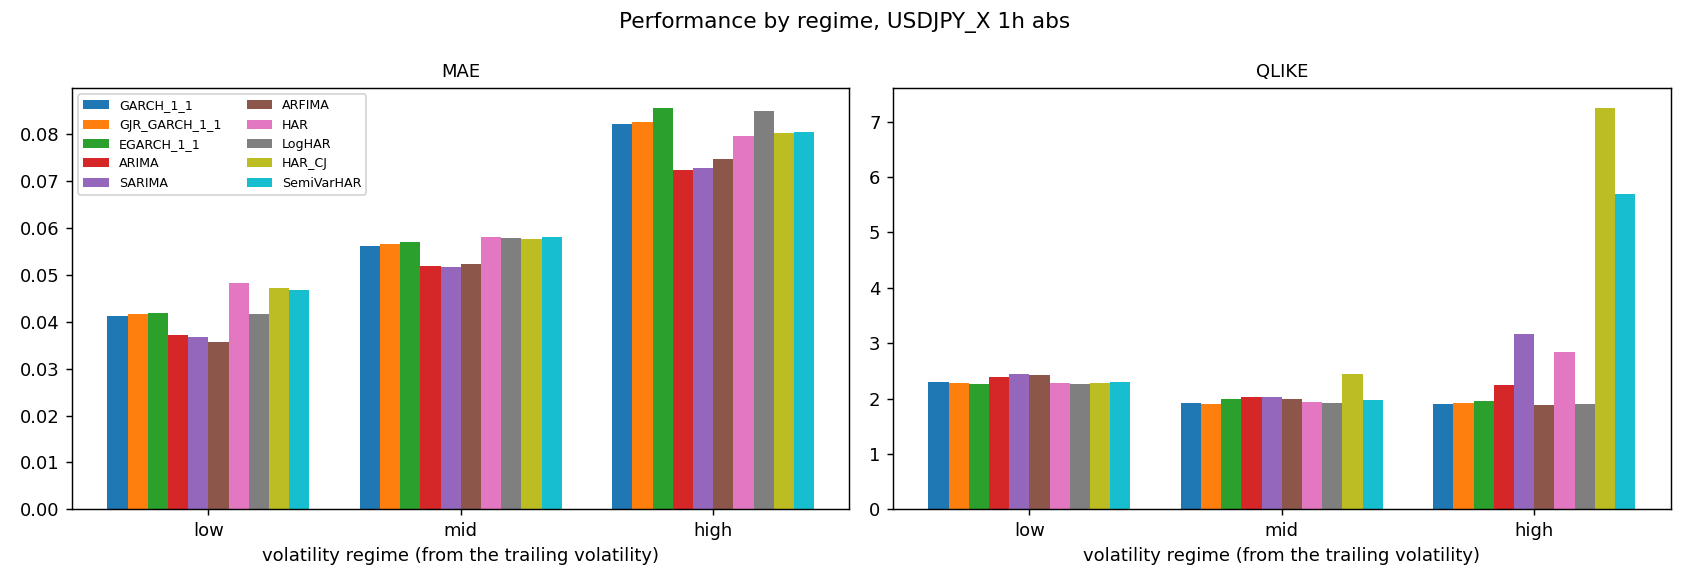 Performance by regime, USDJPY_X 1h abs
MAE
GARCH_1_1
GJR_GARCH_1_1
EGARCH_1_1
ARIMA
SARIMA
ARFIMA
HAR
LogHAR
HAR_CJ
SemiVarHAR
0.08
0.07
0.06
0.05
0.04
0.03
0.02
0.01
0.00
low mid high
volatility regime (from the trailing volatility)
QLIKE
7
6
5
4
3
2
1
0
low mid high
volatility regime (from the trailing volatility)